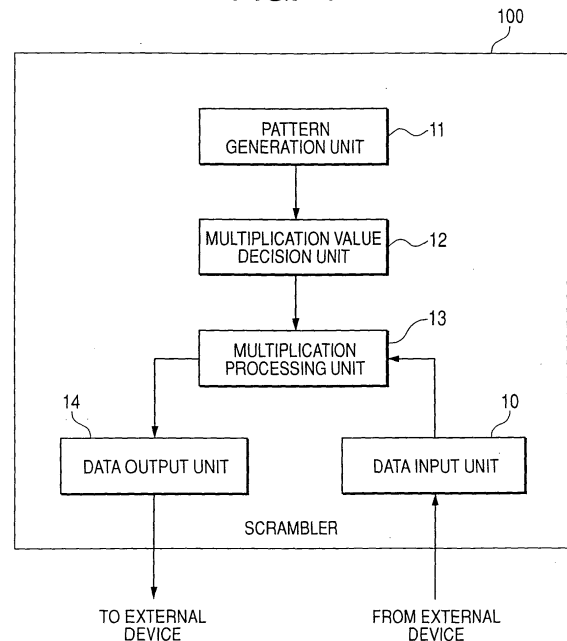 100
PATTERN
GENERATION UNIT
11
MULTIPLICATION VALUE
DECISION UNIT
12
MULTIPLICATION
PROCESSING UNIT
13
14
DATA OUTPUT UNIT
10
DATA INPUT UNIT
SCRAMBLER
TO EXTERNAL
DEVICE
FROM EXTERNAL
DEVICE